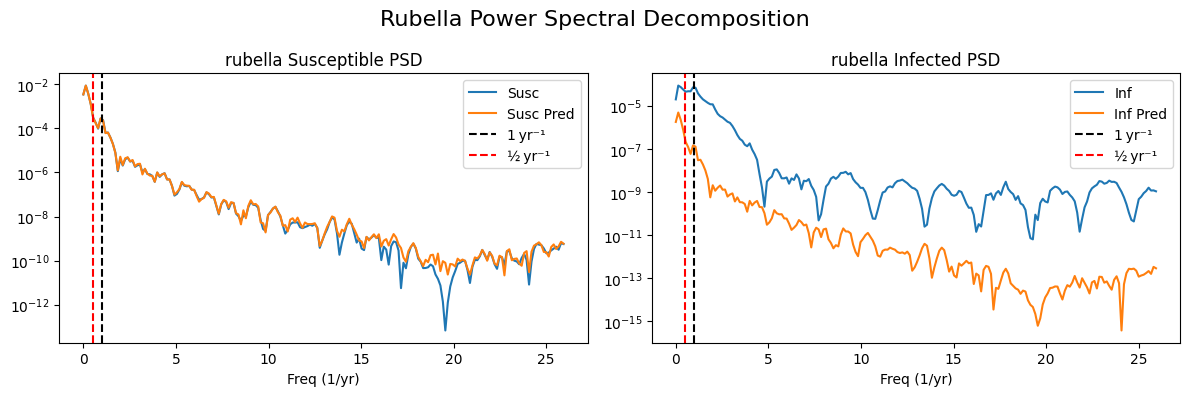 Rubella Power Spectral Decomposition
rubella Susceptible PSD
10⁻²
10⁻⁴
10⁻⁶
10⁻⁸
10⁻¹⁰
10⁻¹²
Susc
Susc Pred
1 yr⁻¹
½ yr⁻¹
0 5 10 15 20 25
Freq (1/yr)
rubella Infected PSD
10⁻⁵
10⁻⁷
10⁻⁹
10⁻¹¹
10⁻¹³
10⁻¹⁵
Inf
Inf Pred
1 yr⁻¹
½ yr⁻¹
0 5 10 15 20 25
Freq (1/yr)